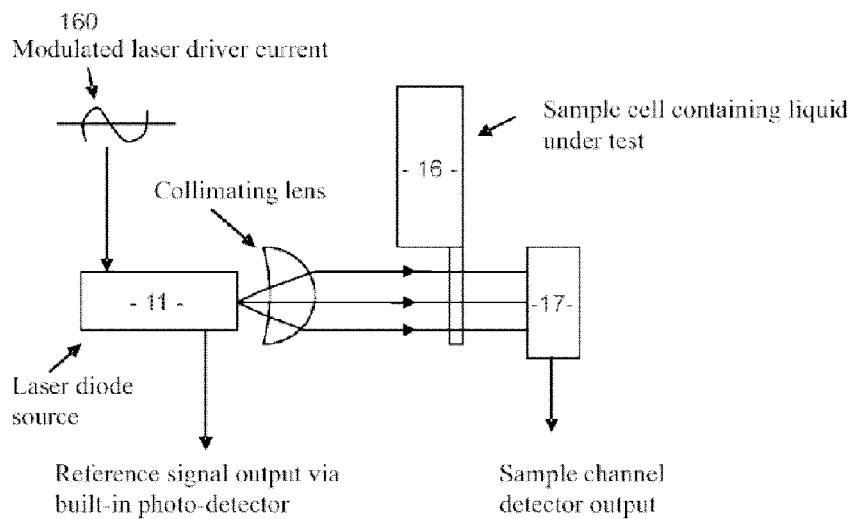 160
Modulated laser driver current
Sample cell containing liquid
under test
- 16 -
Collimating lens
- 11 -
-17-
Laser diode
source
Reference signal output via
built-in photo-detector
Sample channel
detector output